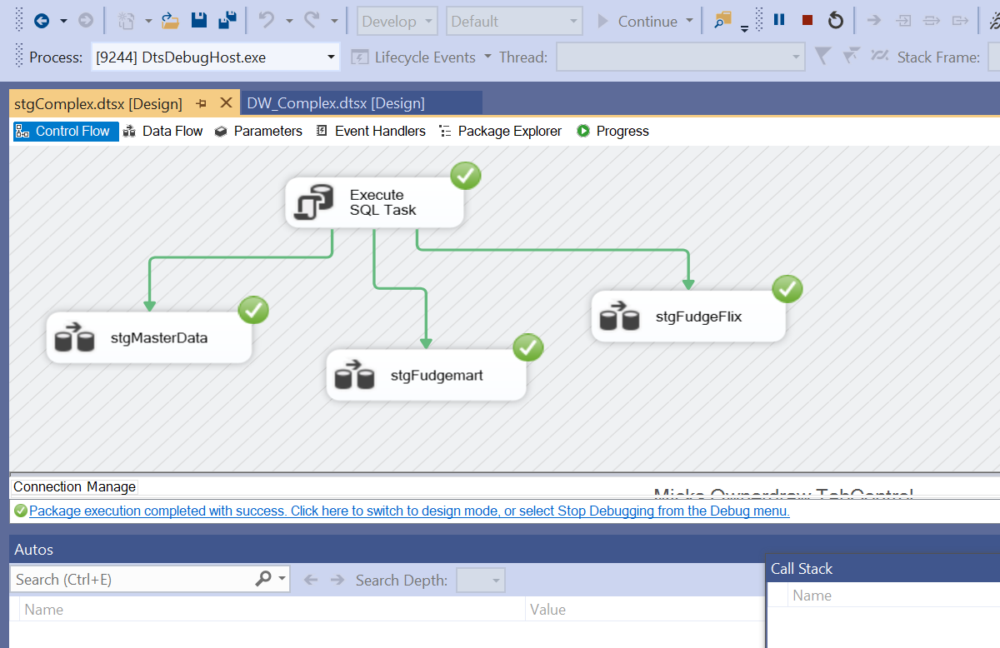 Develop Default Continue
Process: [9244] DtsDebugHost.exe Lifecycle Events Thread: Stack Frame:
stgComplex.dtsx [Design] DW_Complex.dtsx [Design]
Control Flow Data Flow Parameters Event Handlers Package Explorer Progress
Execute
SQL Task
stgFudgeFlix
stgMasterData
stgFudgemart
Connection Manage
Misks Ownerdraw TabControl
Package execution completed with success. Click here to switch to design mode, or select Stop Debugging from the Debug menu.
Autos
Call Stack
Search (Ctrl+E) Search Depth:
Name
Name Value